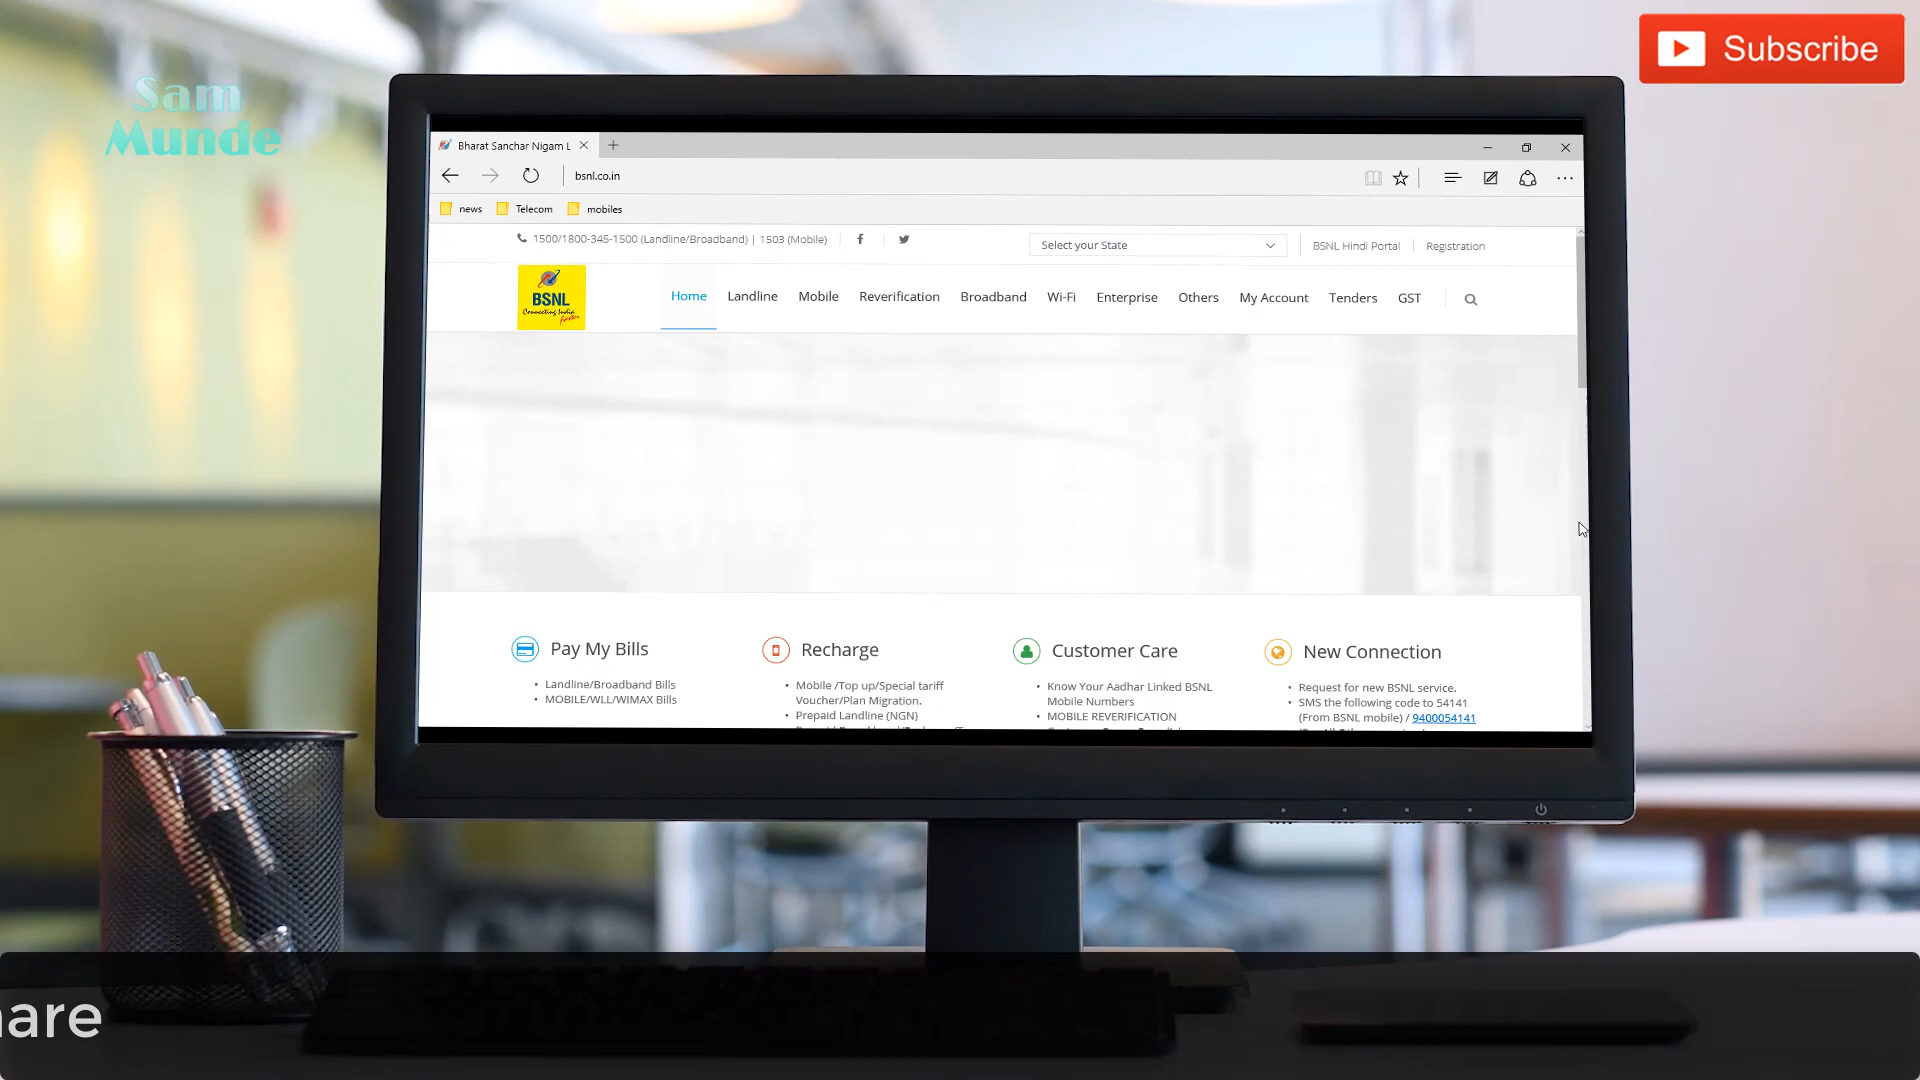 Sam
Munde
Subscribe
Bharat Sanchar Nigam L
bsnl.co.in
news
Telecom
mobiles
1500/1800-345-1500 (Landline/Broadband) | 1503 (Mobile)
Select your State
BSNL Hindi Portal
Registration
BSNL
Connecting India
faster
Home
Landline
Mobile
Reverification
Broadband
Wi-Fi
Enterprise
Others
My Account
Tenders
GST
Pay My Bills
• Landline/Broadband Bills
• MOBILE/WLL/WIMAX Bills
Recharge
• Mobile /Top up/Special tariff
Voucher/Plan Migration.
• Prepaid Landline (NGN)
Customer Care
• Know Your Aadhar Linked BSNL
Mobile Numbers
• MOBILE REVERIFICATION
New Connection
• Request for new BSNL service.
• SMS the following code to 54141
(From BSNL mobile) / 9400054141
are